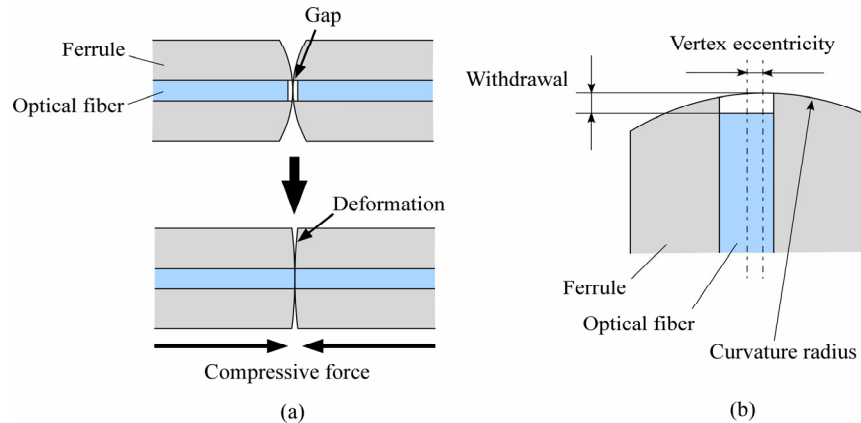 Gap
Ferrule
Optical fiber
Deformation
Compressive force
(a)
Vertex eccentricity
Withdrawal
Ferrule
Optical fiber
Curvature radius
(b)